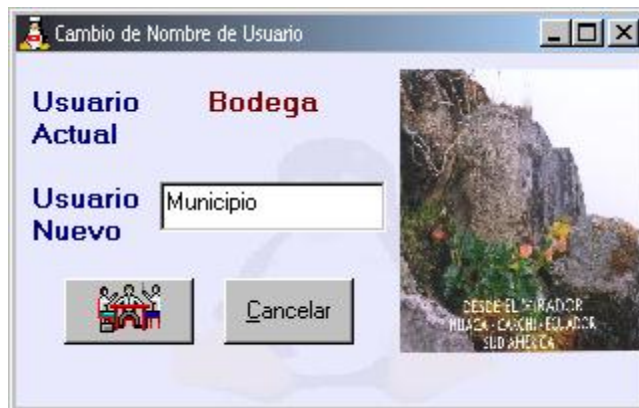 Cambio de Nombre de Usuario
Usuario Bodega
Actual
Usuario Municipio
Nuevo
Cancelar
DESDE EL MIRADOR
HUACA - CARCHI - ECUADOR
SUD AMERICA